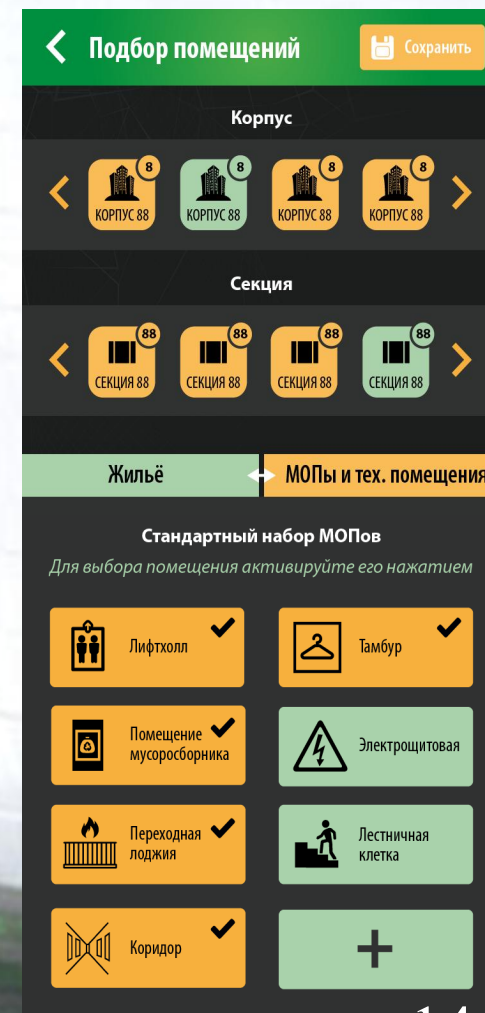 Подбор помещений
Сохранить
Корпус
8 8 8 8
КОРПУС 88 КОРПУС 88 КОРПУС 88 КОРПУС 88
Секция
88 88 88 88
СЕКЦИЯ 88 СЕКЦИЯ 88 СЕКЦИЯ 88 СЕКЦИЯ 88
Жильё МОПы и тех. помещения
Стандартный набор МОПов
Для выбора помещения активируйте его нажатием
Лифтхолл
Тамбур
Помещение
мусоросборника
Электрощитовая
Переходная
лоджия
Лестничная
клетка
Коридор
+